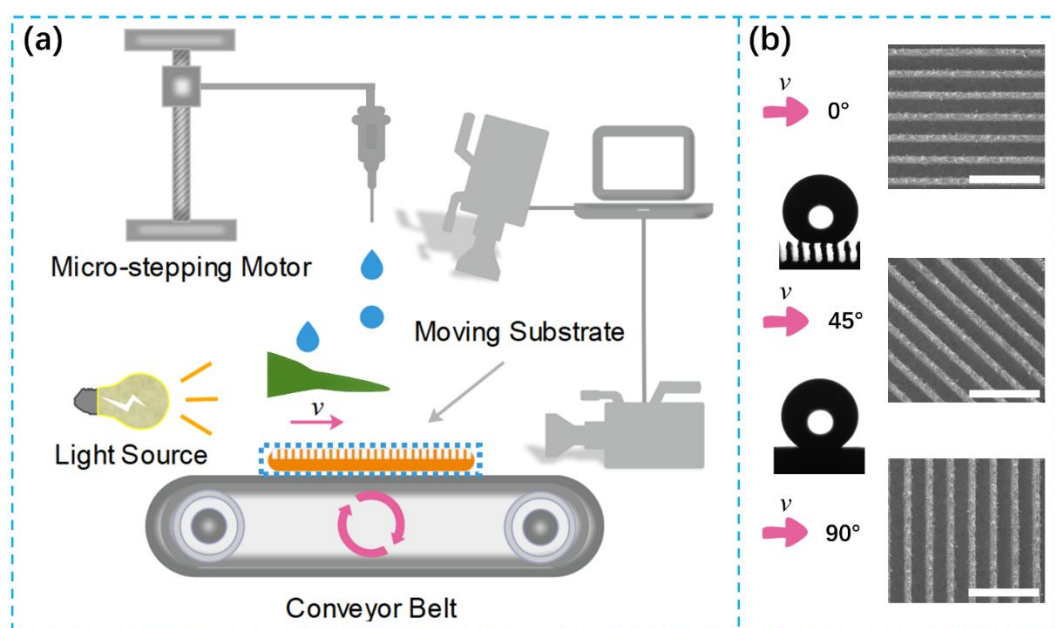 (a)
Micro-stepping Motor
Moving Substrate
v
Light Source
Conveyor Belt
(b)
v
0°
v
45°
v
90°